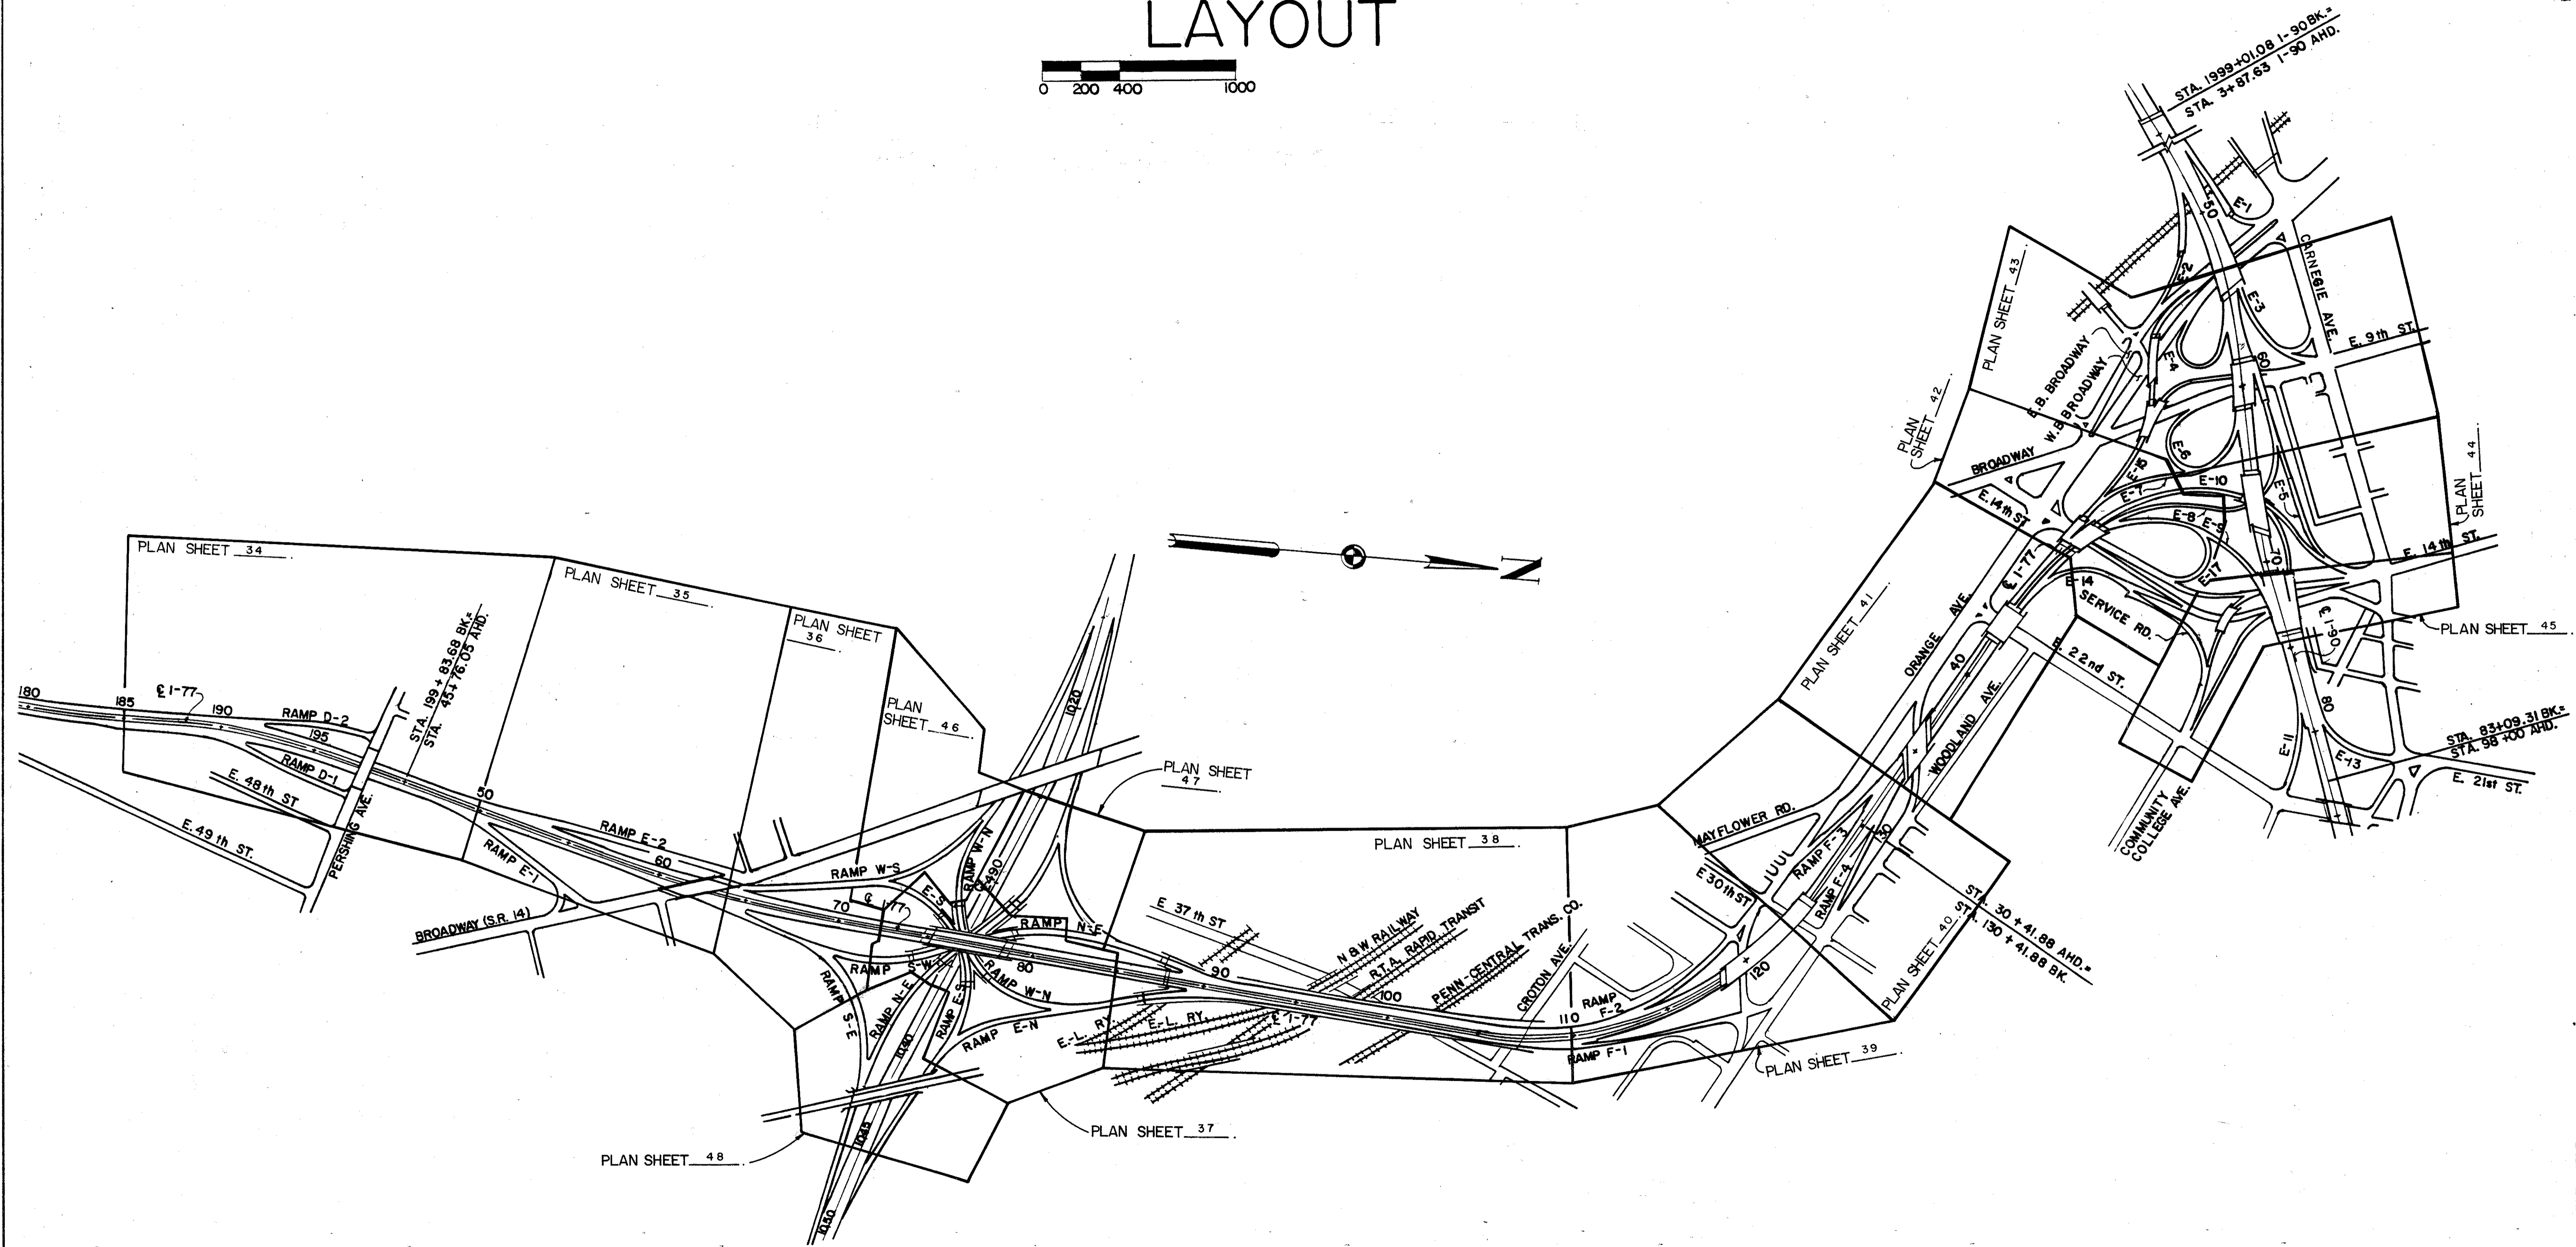 LAYOUT
0 200 400 1000
STA. 1999+01.08 I-90 BK.=
STA. 3+87.63 I-90 AHD.
PLAN SHEET 34.
PLAN SHEET 35.
PLAN SHEET
36.
PLAN
SHEET 46.
PLAN SHEET
47.
180
185
℄ I-77
190
RAMP D-2
195
RAMP D-1
E. 48th ST
E. 49th ST.
PERSHING AVE.
STA. 199 + 83.68 BK.=
STA. 45+76.05 AHD.
50
RAMP E-1
RAMP E-2
60
BROADWAY (S.R. 14)
RAMP W-S
70
℄ I-77
E-S
RAMP W-N
I-490
1020
RAMP N-E
RAMP S-W
80
RAMP W-N
RAMP S-E
RAMP N-E
RAMP E-S
1040
RAMP E-N
1045
1050
PLAN SHEET 48.
PLAN SHEET 37.
E.-L. RY.
E.-L. RY.
℄ I-77
90
E 37th ST
N & W RAILWAY
R.T.A. RAPID TRANSIT
PENN-CENTRAL TRANS. CO.
100
CROTON AVE.
110
RAMP
F-2
RAMP F-1
PLAN SHEET 38.
PLAN SHEET 39.
120
PLAN SHEET 40.
N
MAYFLOWER RD.
E 30th ST
RAMP F-3
RAMP F-4
130
STA. 30 +41.88 AHD.=
STA. 130 + 41.88 BK.
PLAN SHEET 41.
ORANGE AVE.
40
WOODLAND AVE.
E. 22nd ST.
PLAN
SHEET 42.
PLAN SHEET 43.
BROADWAY
E. 14th ST.
E.B. BROADWAY
W.B. BROADWAY
℄ I-77
E-14
SERVICE RD.
COMMUNITY
COLLEGE AVE.
50
E-1
E-2
E-3
CARNEGIE AVE.
E. 9th ST.
60
E-4
E-6
E-15
E-7
E-10
E-5
E-8
E-S
E-17
70
E. 14th ST.
PLAN
SHEET 44.
PLAN SHEET 45.
℄ I-90
80
E-11
E-13
STA. 83+09.31 BK.=
STA. 98 +00 AHD.
E. 21st ST.